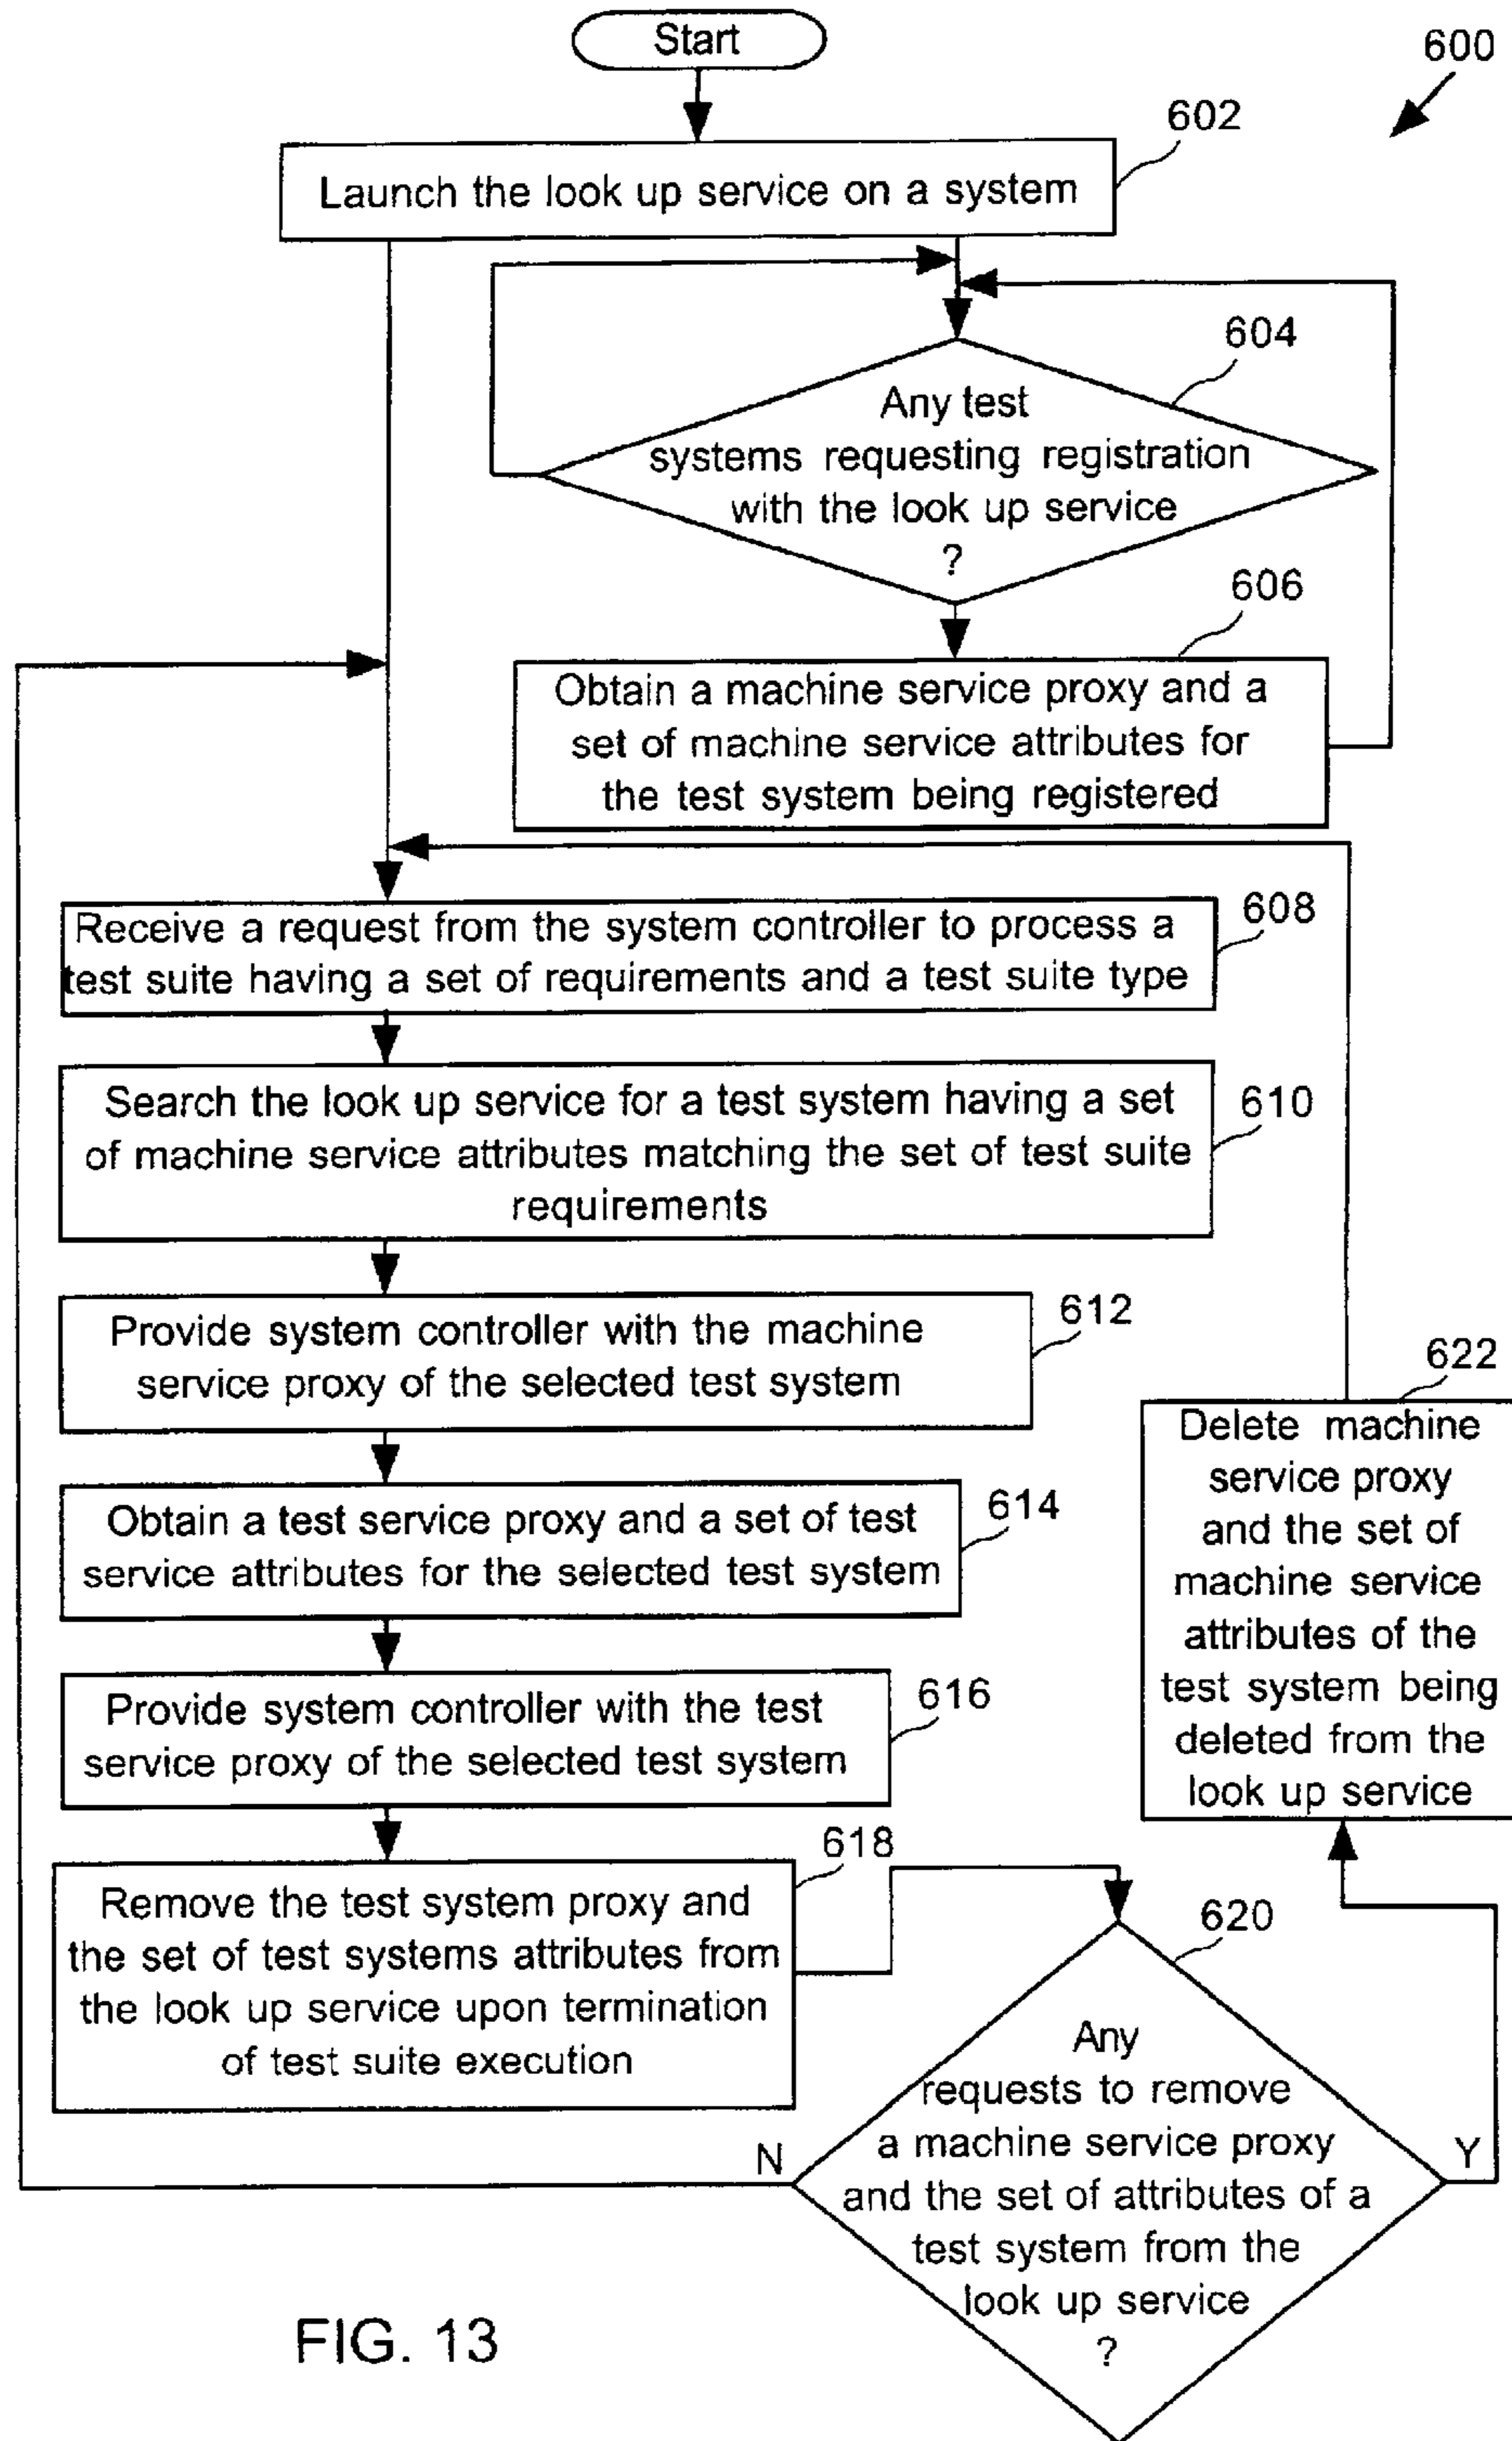 Start
600
602
Launch the look up service on a system
604
Any test
systems requesting registration
with the look up service
?
606
Obtain a machine service proxy and a
set of machine service attributes for
the test system being registered
608
Receive a request from the system controller to process a
test suite having a set of requirements and a test suite type
610
Search the look up service for a test system having a set
of machine service attributes matching the set of test suite
requirements
612
Provide system controller with the machine
service proxy of the selected test system
614
Obtain a test service proxy and a set of test
service attributes for the selected test system
616
Provide system controller with the test
service proxy of the selected test system
618
Remove the test system proxy and
the set of test systems attributes from
the look up service upon termination
of test suite execution
620
Any
requests to remove
a machine service proxy
and the set of attributes of a
test system from the
look up service
?
N
Y
622
Delete machine
service proxy
and the set of
machine service
attributes of the
test system being
deleted from the
look up service
FIG. 13